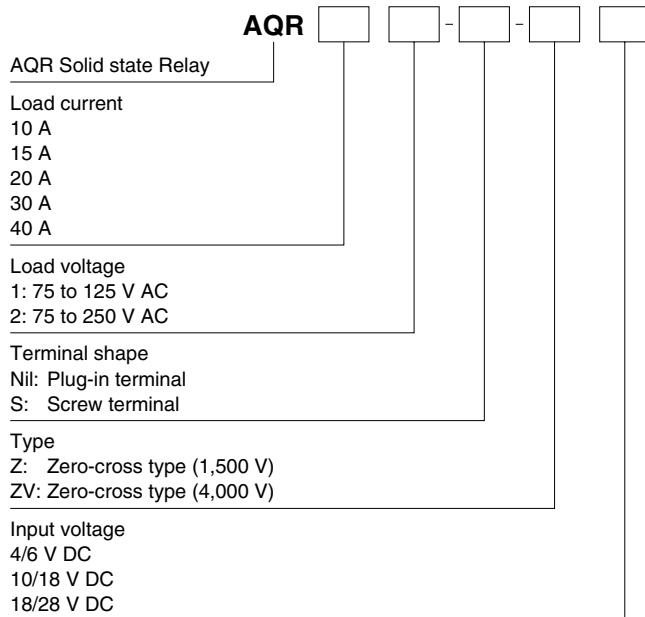 AQR - -
AQR Solid state Relay
Load current
10 A
15 A
20 A
30 A
40 A
Load voltage
1: 75 to 125 V AC
2: 75 to 250 V AC
Terminal shape
Nil: Plug-in terminal
S: Screw terminal
Type
Z: Zero-cross type (1,500 V)
ZV: Zero-cross type (4,000 V)
Input voltage
4/6 V DC
10/18 V DC
18/28 V DC